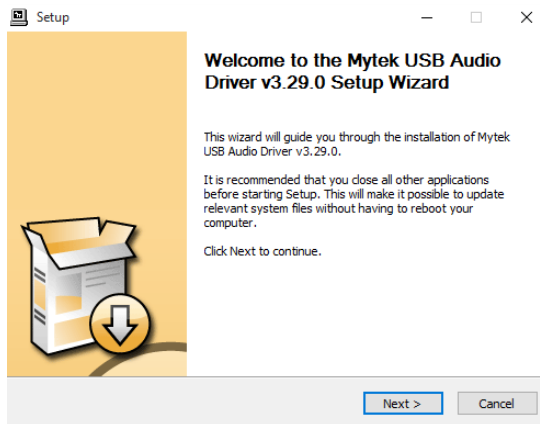 Setup
Welcome to the Mytek USB Audio
Driver v3.29.0 Setup Wizard
This wizard will guide you through the installation of Mytek
USB Audio Driver v3.29.0.
It is recommended that you close all other applications
before starting Setup. This will make it possible to update
relevant system files without having to reboot your
computer.
Click Next to continue.
Next >
Cancel